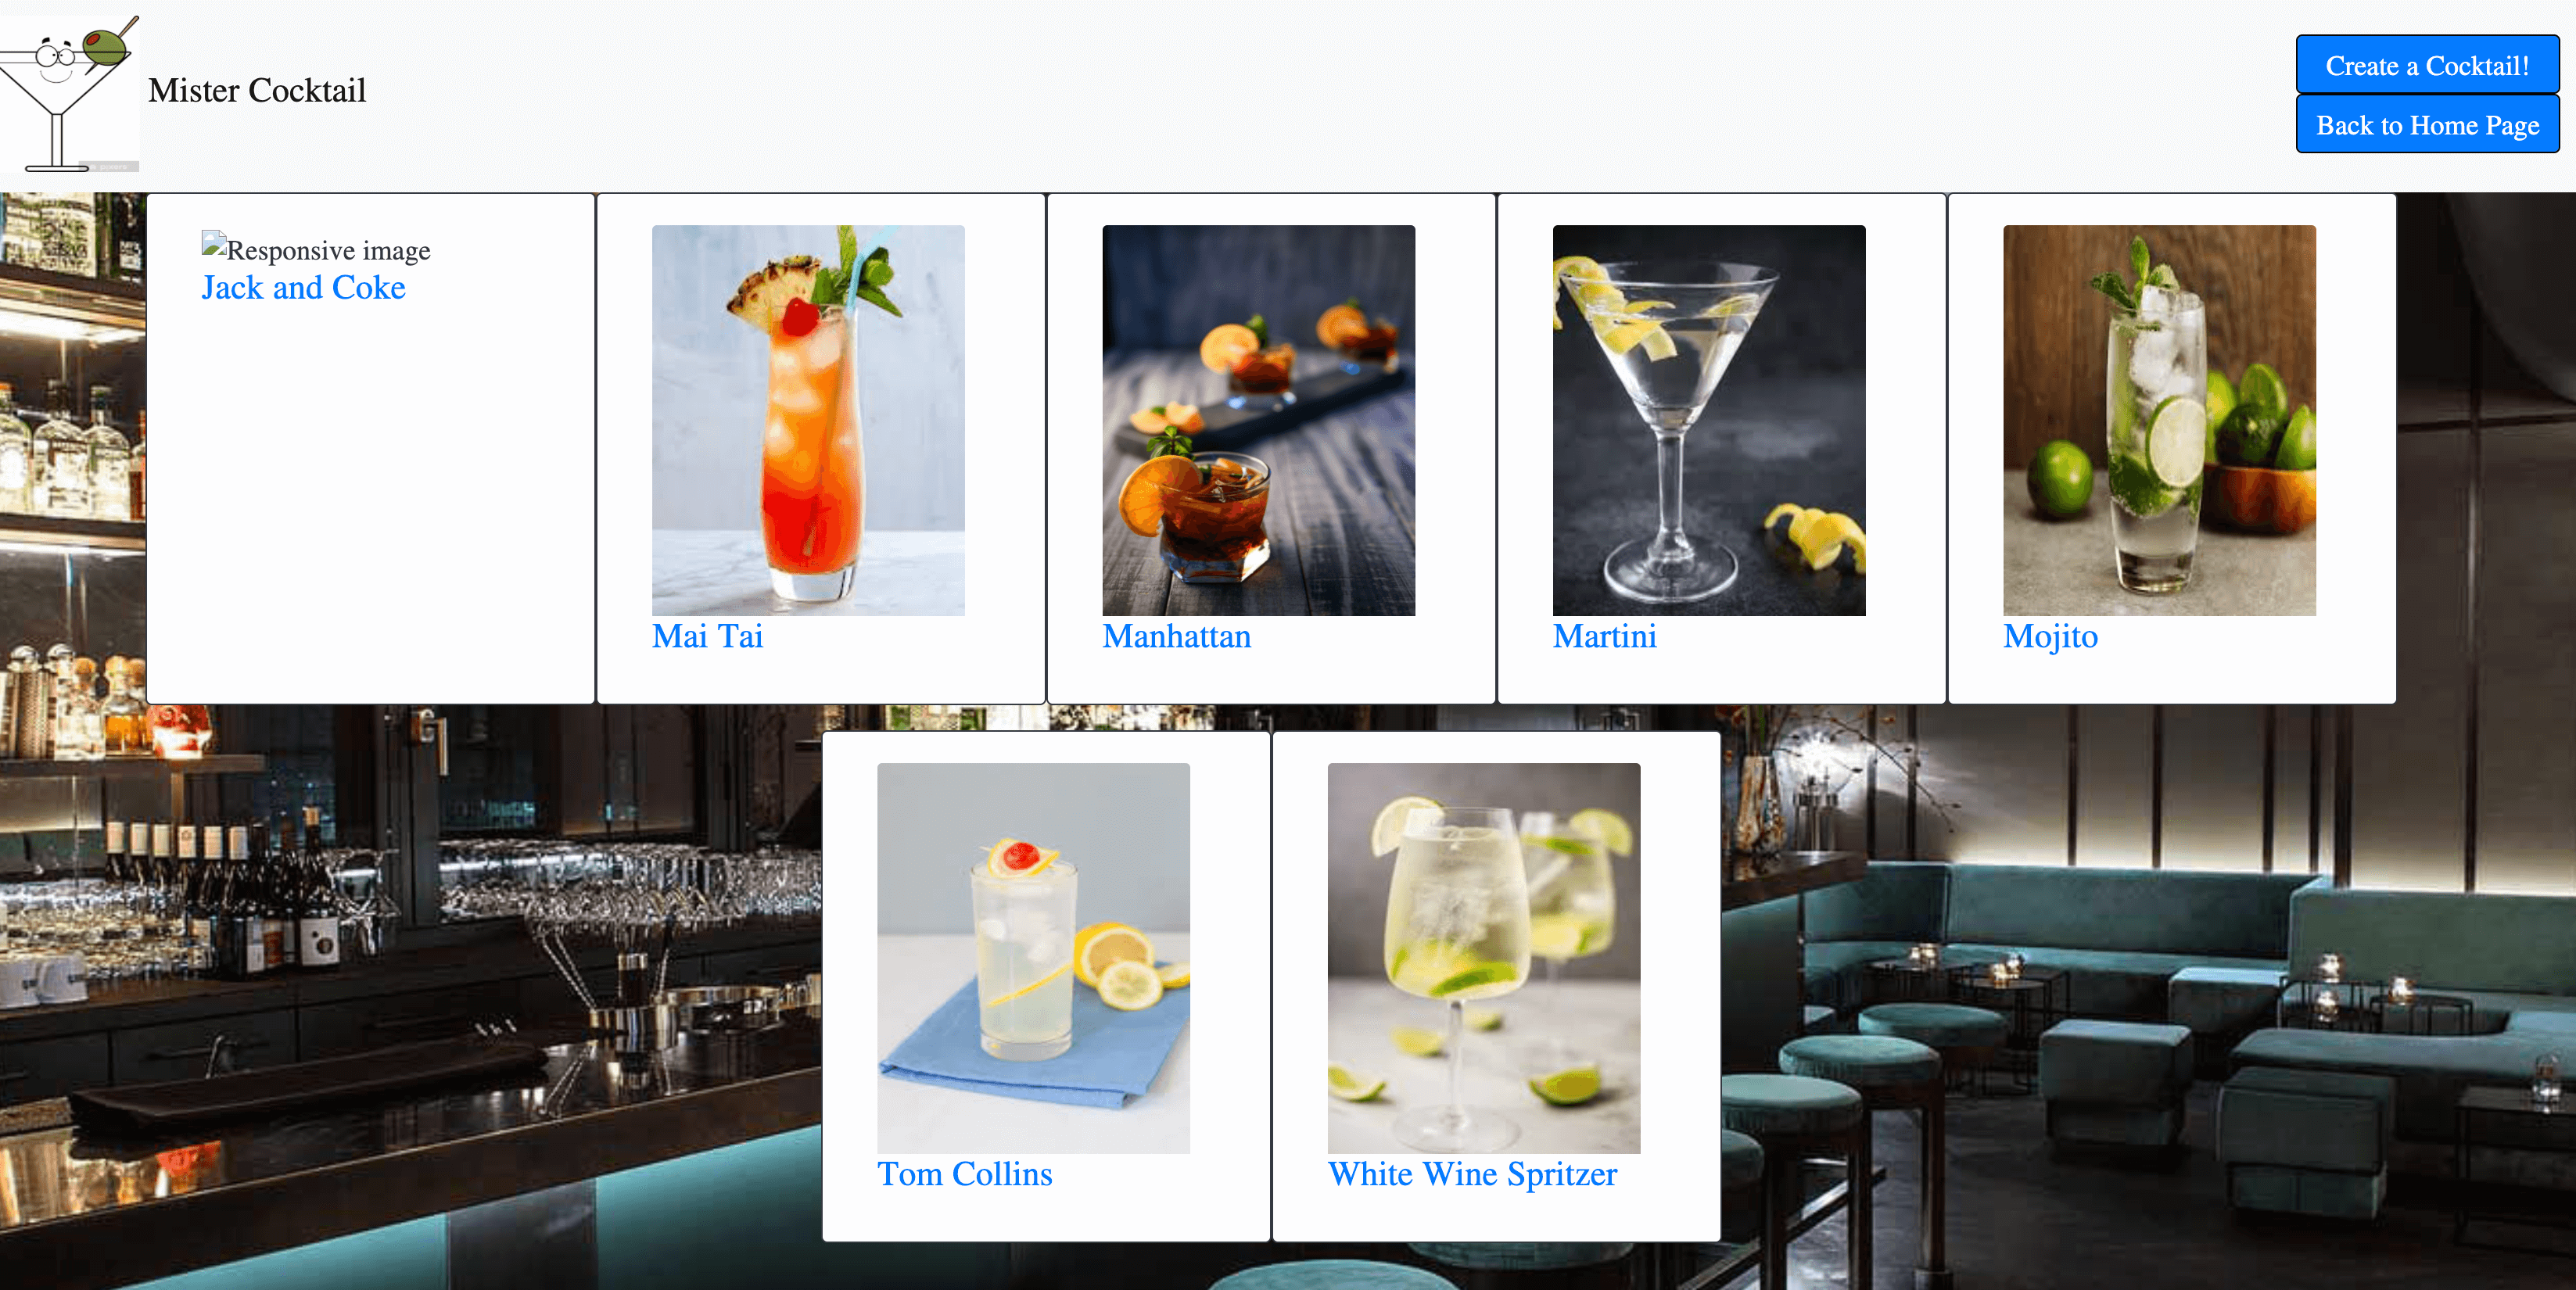 Mister Cocktail
Create a Cocktail!
Back to Home Page
Responsive image
Jack and Coke
Mai Tai
Manhattan
Martini
Mojito
Tom Collins
White Wine Spritzer